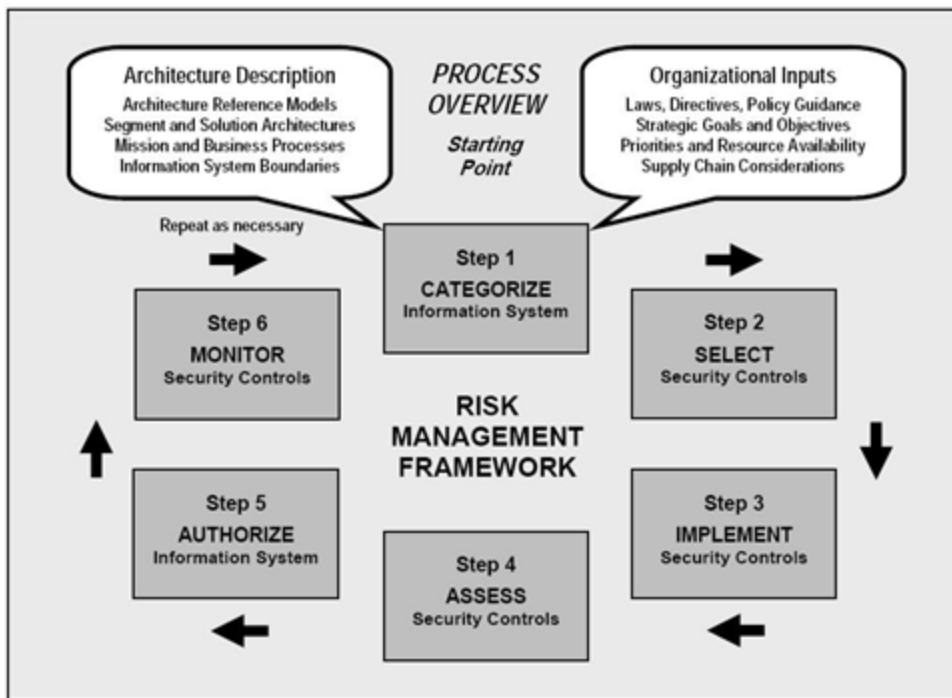 Architecture Description
Architecture Reference Models
Segment and Solution Architectures
Mission and Business Processes
Information System Boundaries
PROCESS
OVERVIEW
Starting
Point
Organizational Inputs
Laws, Directives, Policy Guidance
Strategic Goals and Objectives
Priorities and Resource Availability
Supply Chain Considerations
Repeat as necessary
Step 1
CATEGORIZE
Information System
Step 2
SELECT
Security Controls
Step 3
IMPLEMENT
Security Controls
Step 4
ASSESS
Security Controls
Step 5
AUTHORIZE
Information System
Step 6
MONITOR
Security Controls
RISK
MANAGEMENT
FRAMEWORK